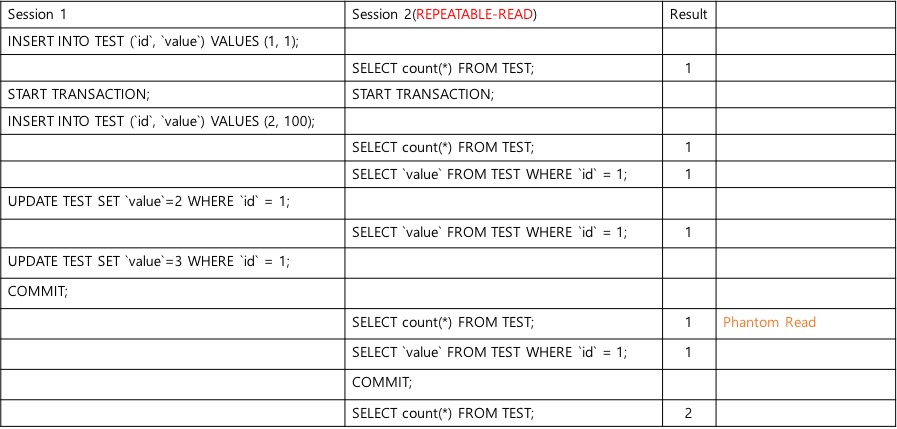 Session 1 Session 2(REPEATABLE-READ) Result
INSERT INTO TEST (`id`, `value`) VALUES (1, 1);
SELECT count(*) FROM TEST; 1
START TRANSACTION; START TRANSACTION;
INSERT INTO TEST (`id`, `value`) VALUES (2, 100);
SELECT count(*) FROM TEST; 1
SELECT `value` FROM TEST WHERE `id` = 1; 1
UPDATE TEST SET `value`=2 WHERE `id` = 1;
SELECT `value` FROM TEST WHERE `id` = 1; 1
UPDATE TEST SET `value`=3 WHERE `id` = 1;
COMMIT;
SELECT count(*) FROM TEST; 1 Phantom Read
SELECT `value` FROM TEST WHERE `id` = 1; 1
COMMIT;
SELECT count(*) FROM TEST; 2